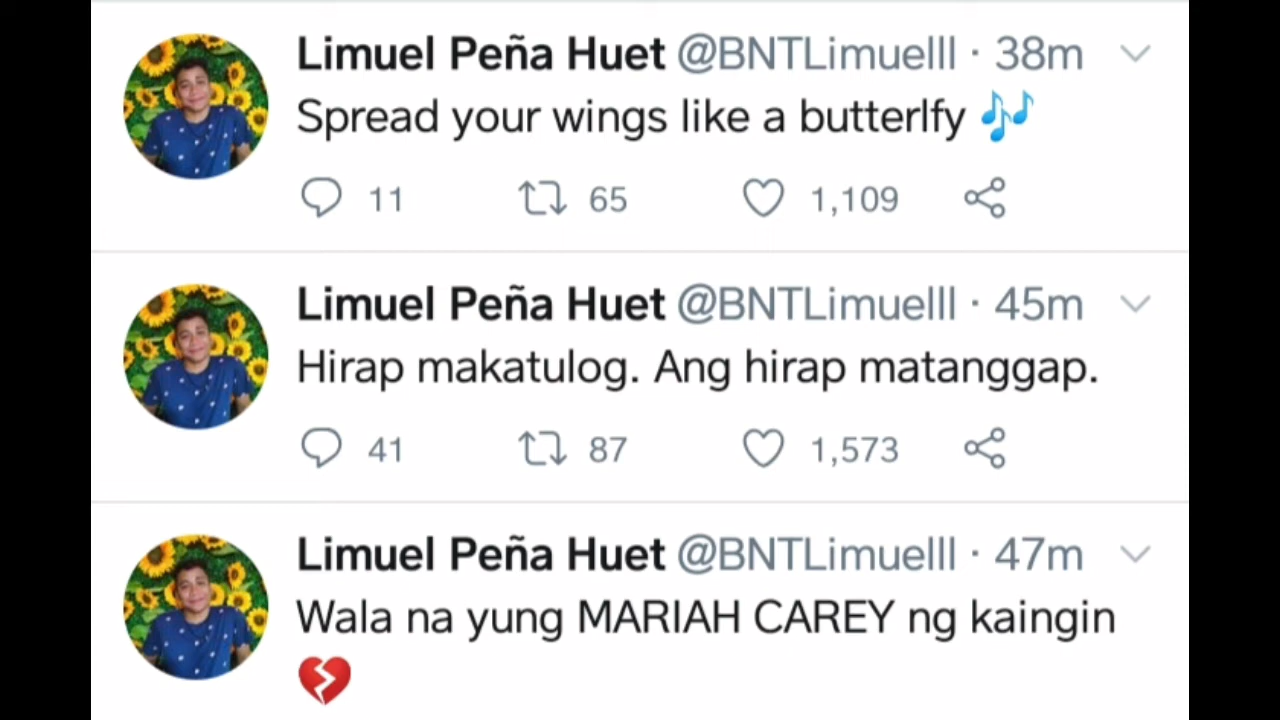 Limuel Peña Huet @BNTLimuelll · 38m
Spread your wings like a butterlfy 🎶
11 65 1,109
Limuel Peña Huet @BNTLimuelll · 45m
Hirap makatulog. Ang hirap matanggap.
41 87 1,573
Limuel Peña Huet @BNTLimuelll · 47m
Wala na yung MARIAH CAREY ng kaingin
💔